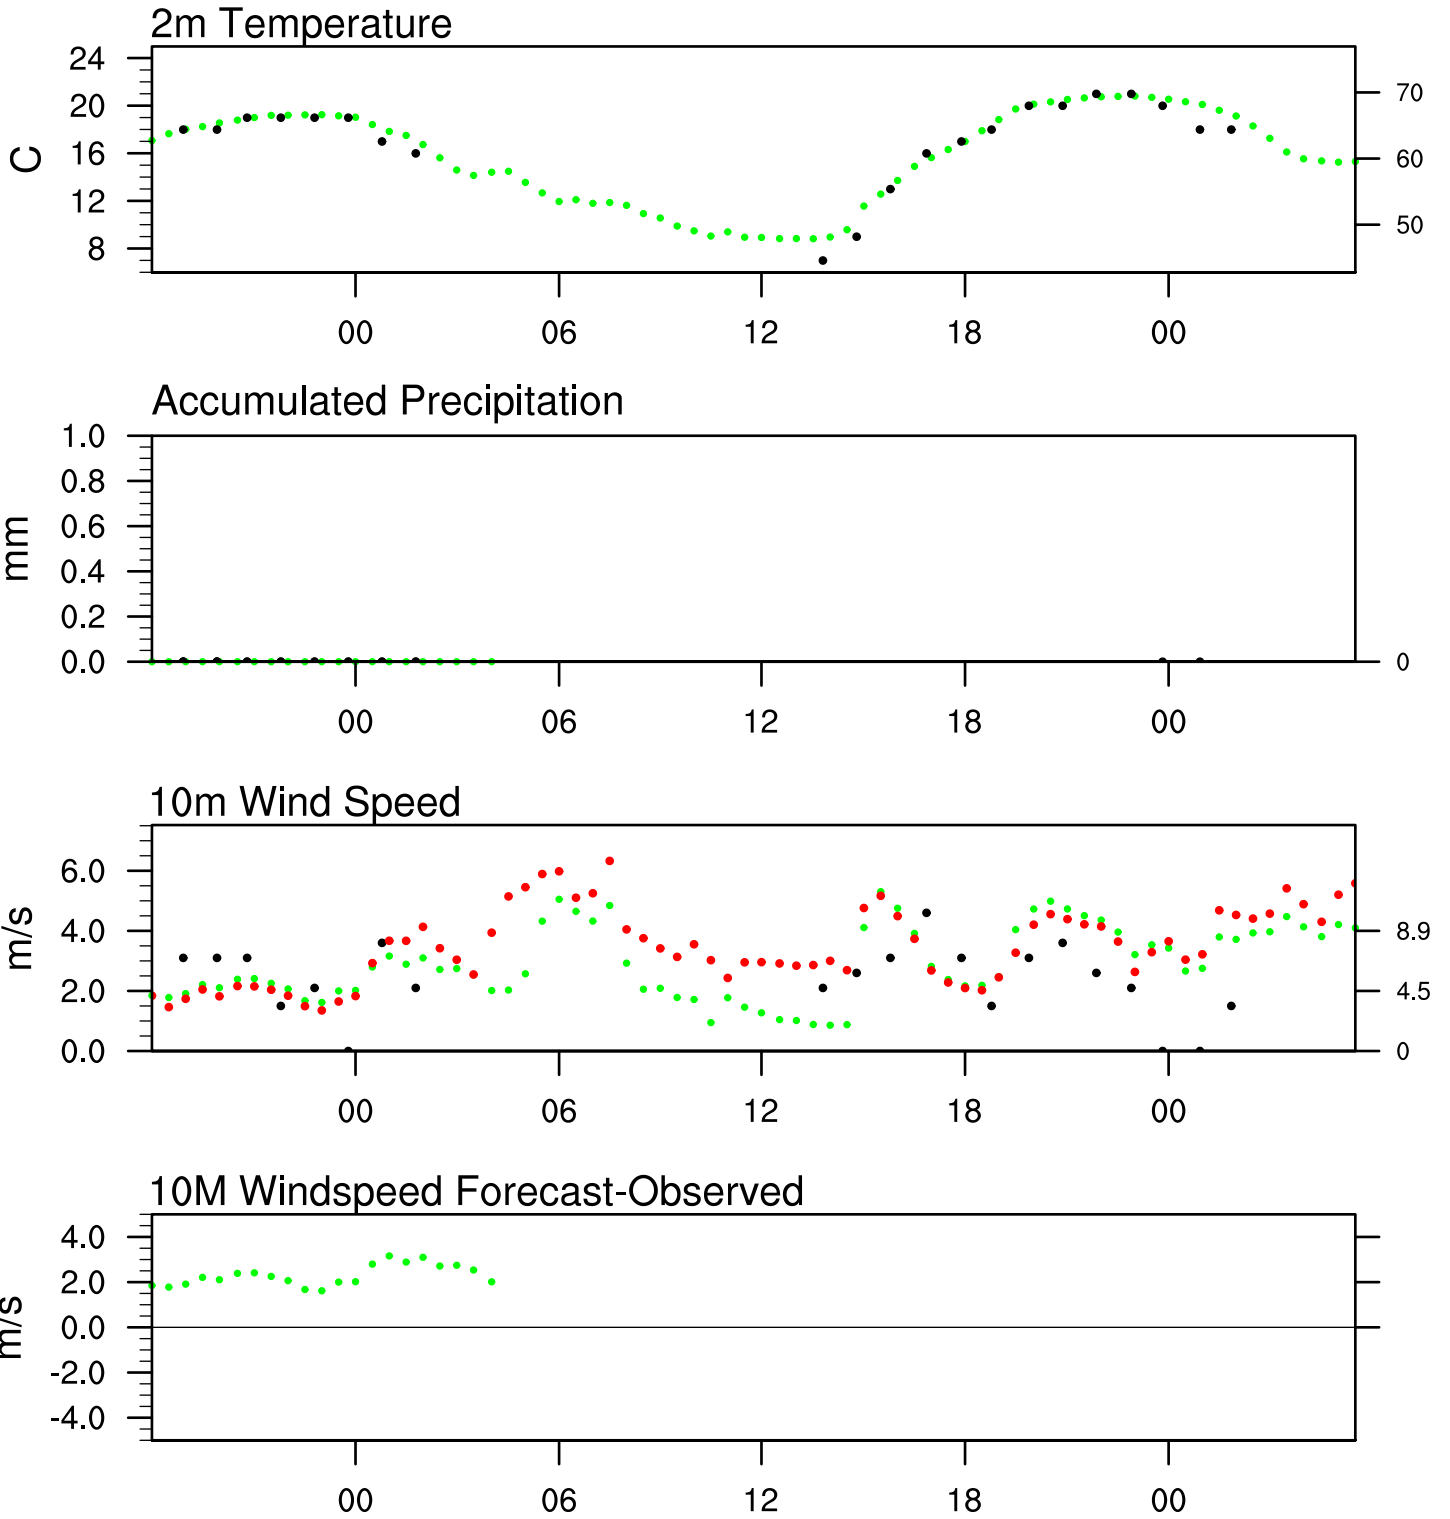 2m Temperature
24
20
16
12
8
C
70
60
50
00 06 12 18 00
Accumulated Precipitation
1.0
0.8
0.6
0.4
0.2
0.0
mm
0
00 06 12 18 00
10m Wind Speed
6.0
4.0
2.0
0.0
m/s
8.9
4.5
0
00 06 12 18 00
10M Windspeed Forecast-Observed
4.0
2.0
0.0
-2.0
-4.0
m/s
00 06 12 18 00